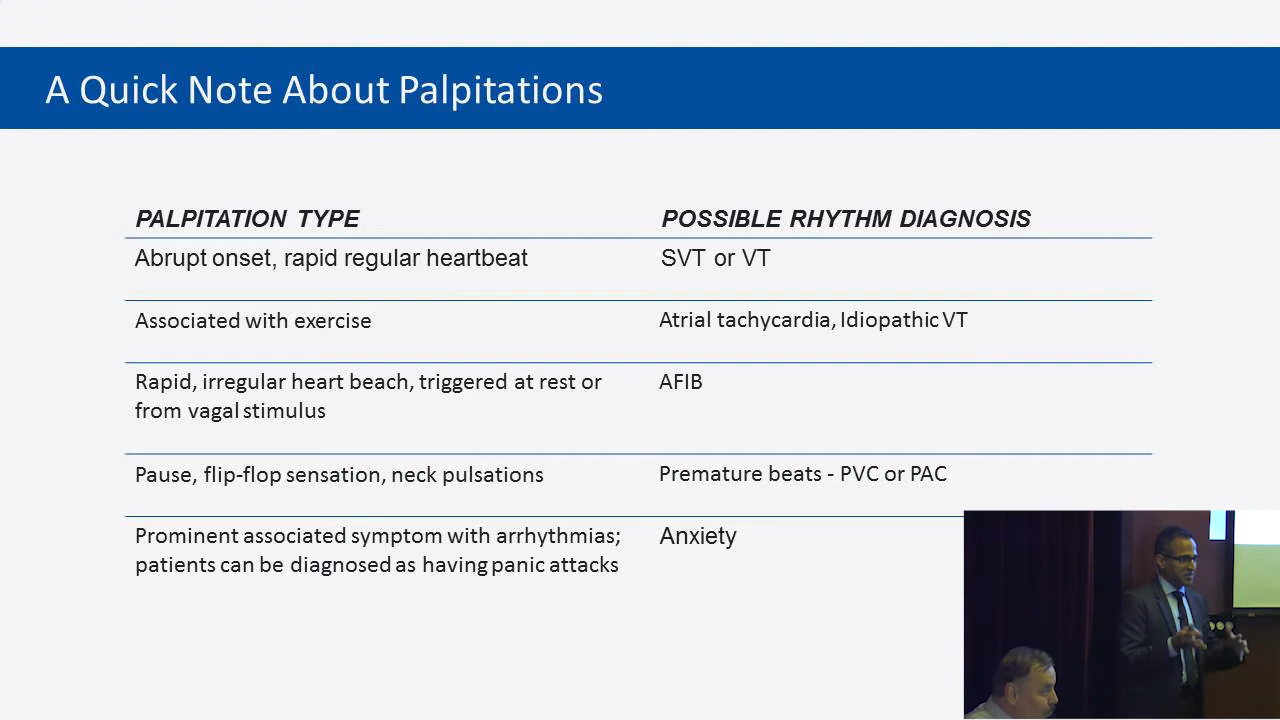 A Quick Note About Palpitations
PALPITATION TYPE
POSSIBLE RHYTHM DIAGNOSIS
Abrupt onset, rapid regular heartbeat
SVT or VT
Associated with exercise
Atrial tachycardia, Idiopathic VT
Rapid, irregular heart beach, triggered at rest or
from vagal stimulus
AFIB
Pause, flip-flop sensation, neck pulsations
Premature beats - PVC or PAC
Prominent associated symptom with arrhythmias;
patients can be diagnosed as having panic attacks
Anxiety